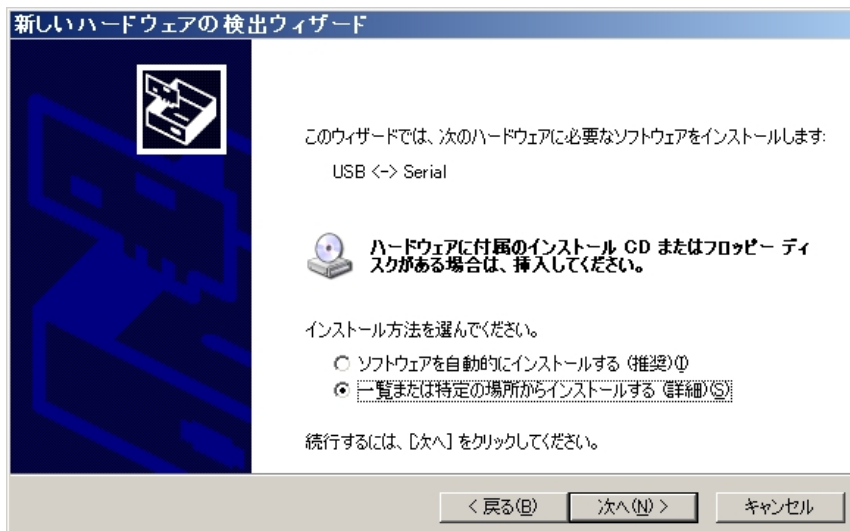 新しいハードウェアの検出ウィザード
このウィザードでは、次のハードウェアに必要なソフトウェアをインストールします:
USB <-> Serial
ハードウェアに付属のインストール CD またはフロッピー ディ
スクがある場合は、挿入してください。
インストール方法を選んでください。
ソフトウェアを自動的にインストールする (推奨)(I)
一覧または特定の場所からインストールする (詳細)(S)
続行するには、[次へ] をクリックしてください。
< 戻る(B) 次へ(N) > キャンセル